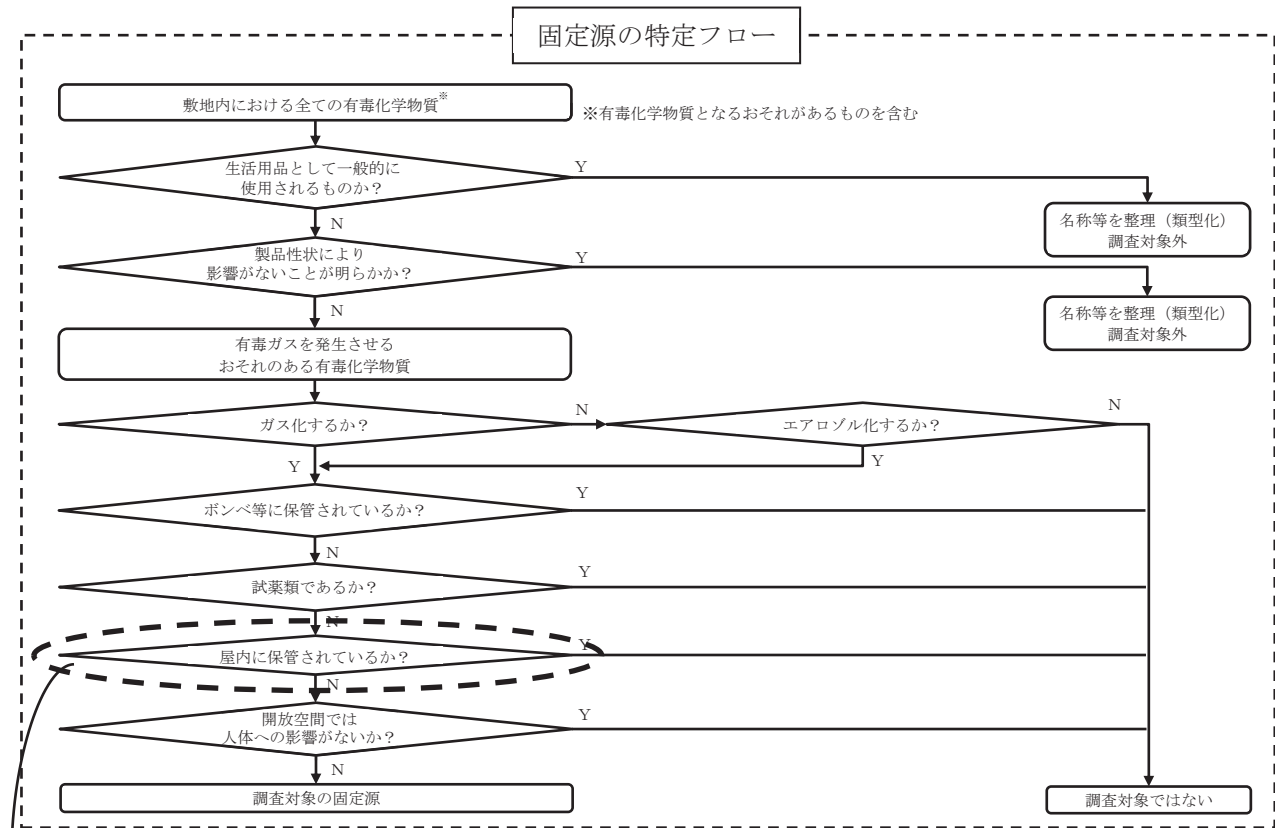 固定源の特定フロー
敷地内における全ての有毒化学物質※
※有毒化学物質となるおそれがあるものを含む
生活用品として一般的に
使用されるものか？
Y
N
名称等を整理（類型化）
調査対象外
製品性状により
影響がないことが明らかか？
Y
N
名称等を整理（類型化）
調査対象外
有毒ガスを発生させる
おそれのある有毒化学物質
ガス化するか？
N
エアロゾル化するか？
N
Y
Y
ボンベ等に保管されているか？
Y
N
試薬類であるか？
Y
N
屋内に保管されているか？
Y
N
開放空間では
人体への影響がないか？
Y
N
調査対象の固定源
調査対象ではない